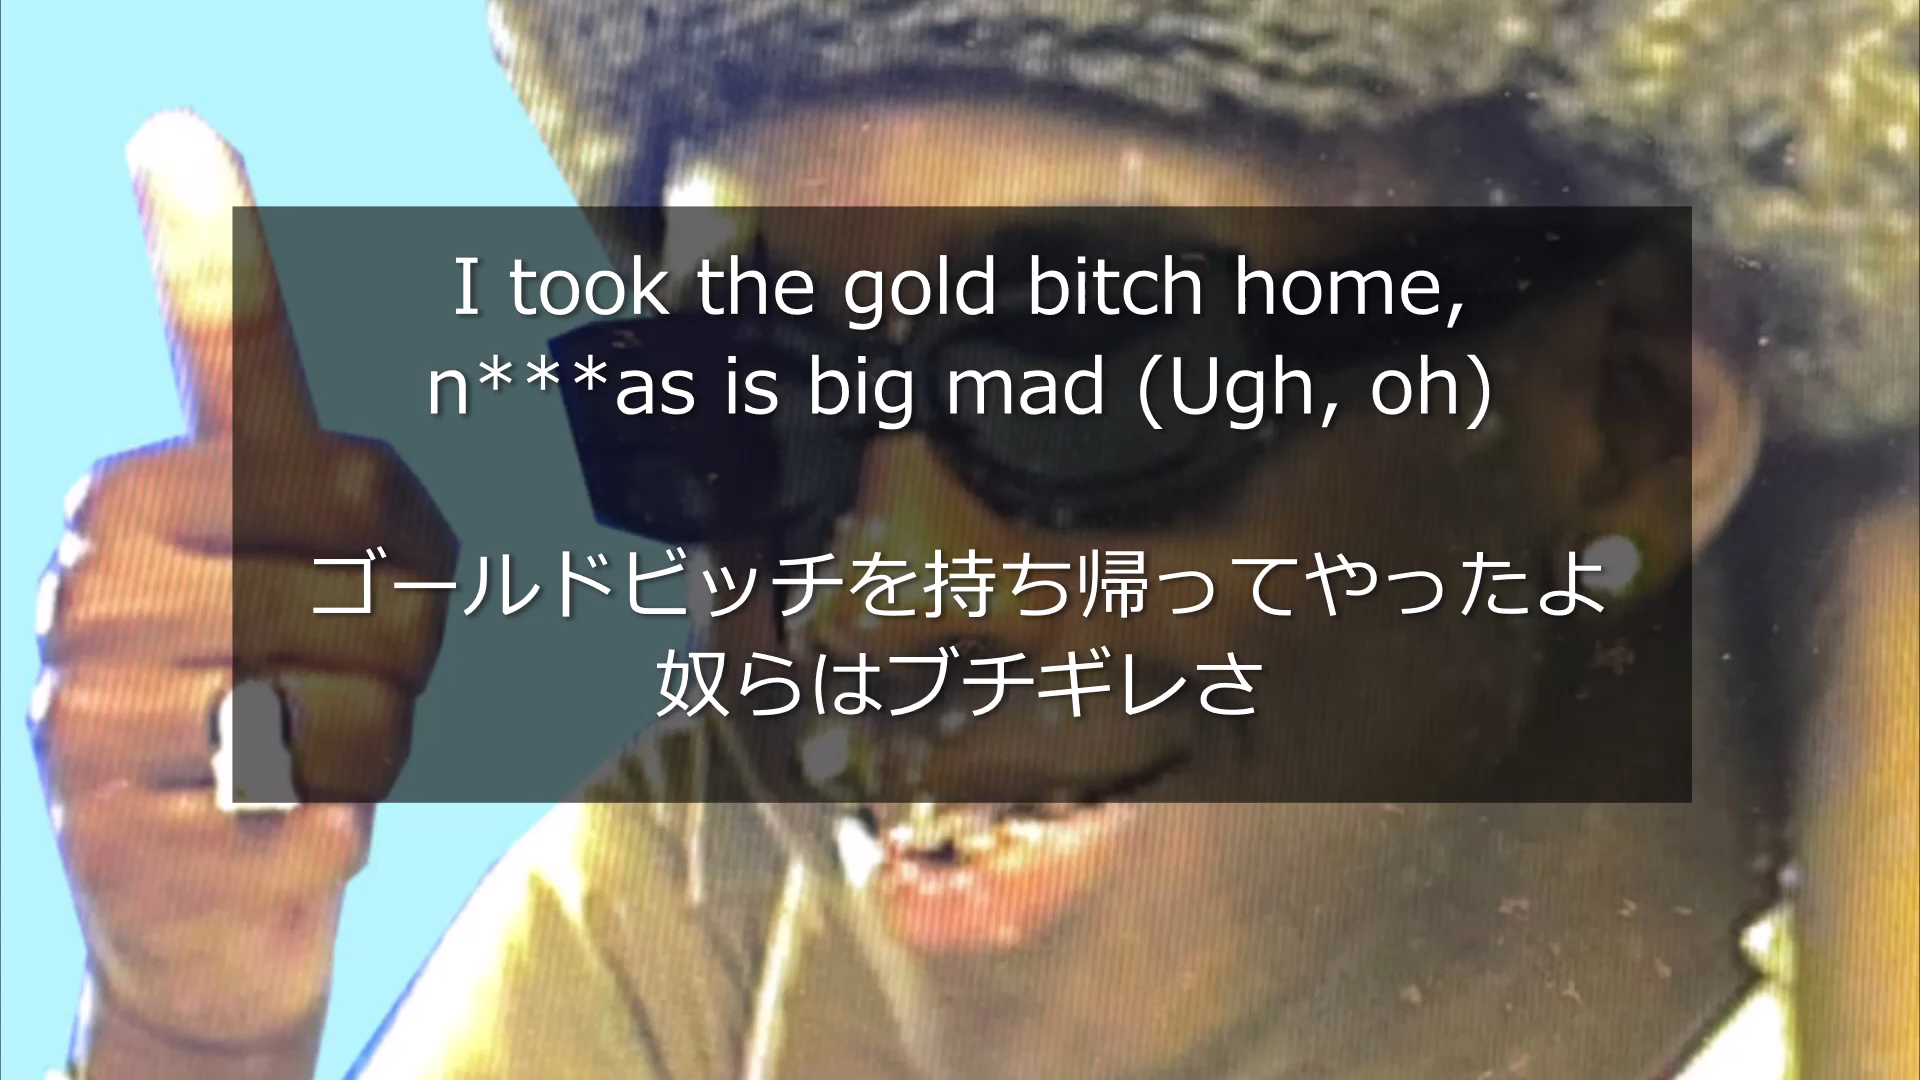 I took the gold bitch home,
n***as is big mad (Ugh, oh)
ゴールドビッチを持ち帰ってやったよ
奴らはブチギレさ